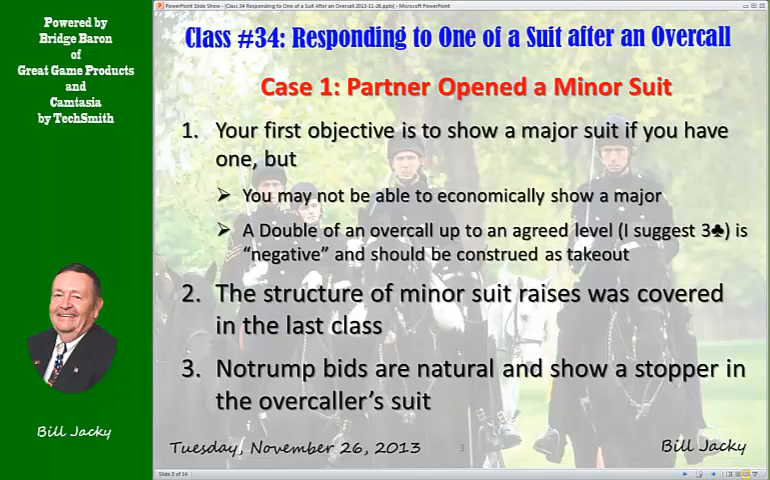 PowerPoint Slide Show - [Class 34 Responding to One of a Suit After an Overcall 2013-11-26.ppt] - Microsoft PowerPoint
Powered by
Bridge Baron
of
Great Game Products
and
Camtasia
by TechSmith
Bill Jacky
Class #34: Responding to One of a Suit after an Overcall
Case 1: Partner Opened a Minor Suit
1. Your first objective is to show a major suit if you have
one, but
➢ You may not be able to economically show a major
➢ A Double of an overcall up to an agreed level (I suggest 3♣) is
“negative” and should be construed as takeout
2. The structure of minor suit raises was covered
in the last class
3. Notrump bids are natural and show a stopper in
the overcaller’s suit
Tuesday, November 26, 2013 3 Bill Jacky
Slide 3 of 14